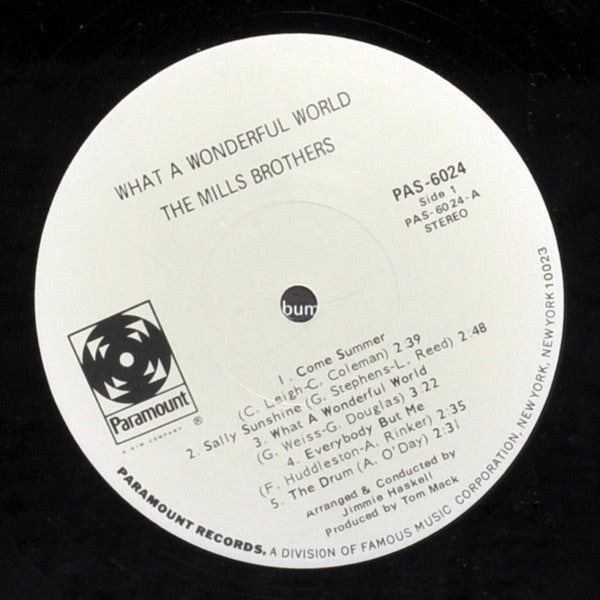 WHAT A WONDERFUL WORLD
THE MILLS BROTHERS
PAS-6024
Side 1
PAS-6024-A
STEREO
bum
1. Come Summer
(C. Leigh-C. Coleman) 2:39
2. Sally Sunshine (G. Stephens-L. Reed) 2:48
3. What A Wonderful World
(G. Weiss-G. Douglas) 3:22
4. Everybody But Me
(F. Huddleston-A. Rinker) 2:35
5. The Drum (A. O'Day) 2:31
Arranged & Conducted by
Jimmie Haskell
Produced by Tom Mack
Paramount
®
A G+W COMPANY
PARAMOUNT RECORDS, A DIVISION OF FAMOUS MUSIC CORPORATION, NEW YORK, NEW YORK 10023